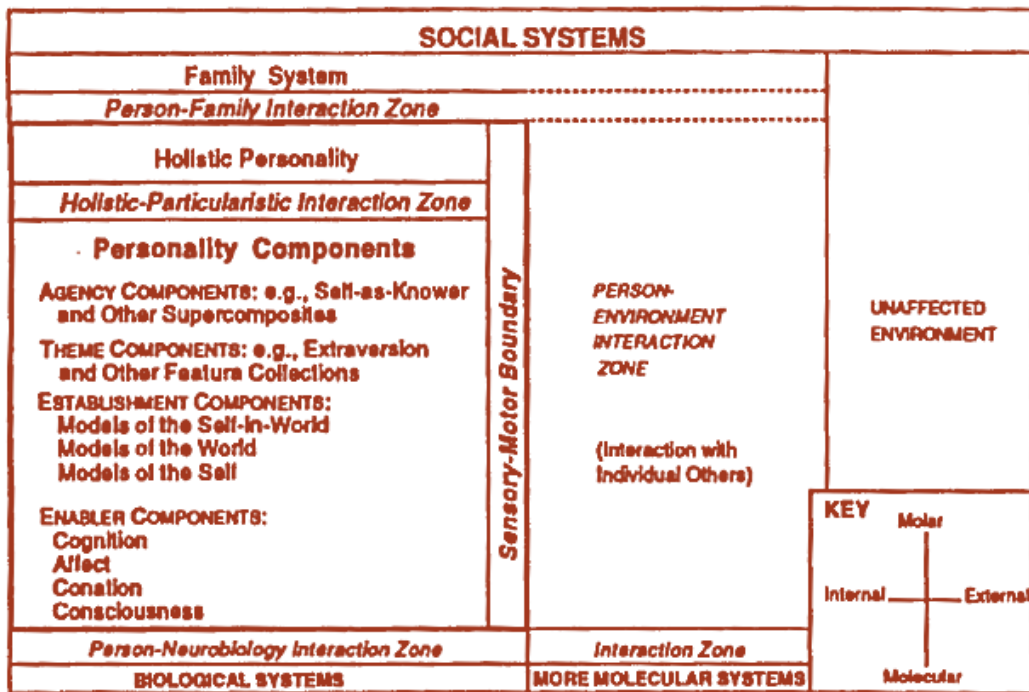 SOCIAL SYSTEMS
Family System
Person-Family Interaction Zone
Holistic Personality
Holistic-Particularistic Interaction Zone
Personality Components
AGENCY COMPONENTS: e.g., Self-as-Knower
and Other Supercomposites
THEME COMPONENTS: e.g., Extraversion
and Other Feature Collections
ESTABLISHMENT COMPONENTS:
Models of the Self-in-World
Models of the World
Models of the Self
ENABLER COMPONENTS:
Cognition
Affect
Conation
Consciousness
Sensory-Motor Boundary
PERSON-
ENVIRONMENT
INTERACTION
ZONE
(Interaction with
Individual Others)
UNAFFECTED
ENVIRONMENT
KEY
Molar
Internal
External
Molecular
Person-Neurobiology Interaction Zone
Interaction Zone
BIOLOGICAL SYSTEMS
MORE MOLECULAR SYSTEMS